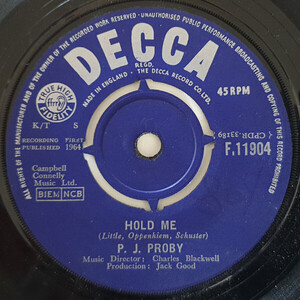 ALL RIGHTS OF THE MANUFACTURER AND OF THE OWNER OF THE RECORDED WORK RESERVED · UNAUTHORISED PUBLIC PERFORMANCE BROADCASTING AND COPYING OF THIS RECORD PROHIBITED
DECCA
REGD.
MADE IN ENGLAND · THE DECCA RECORD CO. LTD.
TRUE HIGH
FIDELITY
45 RPM
K/T S
RECORDING FIRST
PUBLISHED 1964
F.11904
Campbell
Connelly
Music Ltd.
BIEM NCB
HOLD ME
(Little, Oppenhiem, Schuster)
P. J. PROBY
Music Director: Charles Blackwell
Production: Jack Good